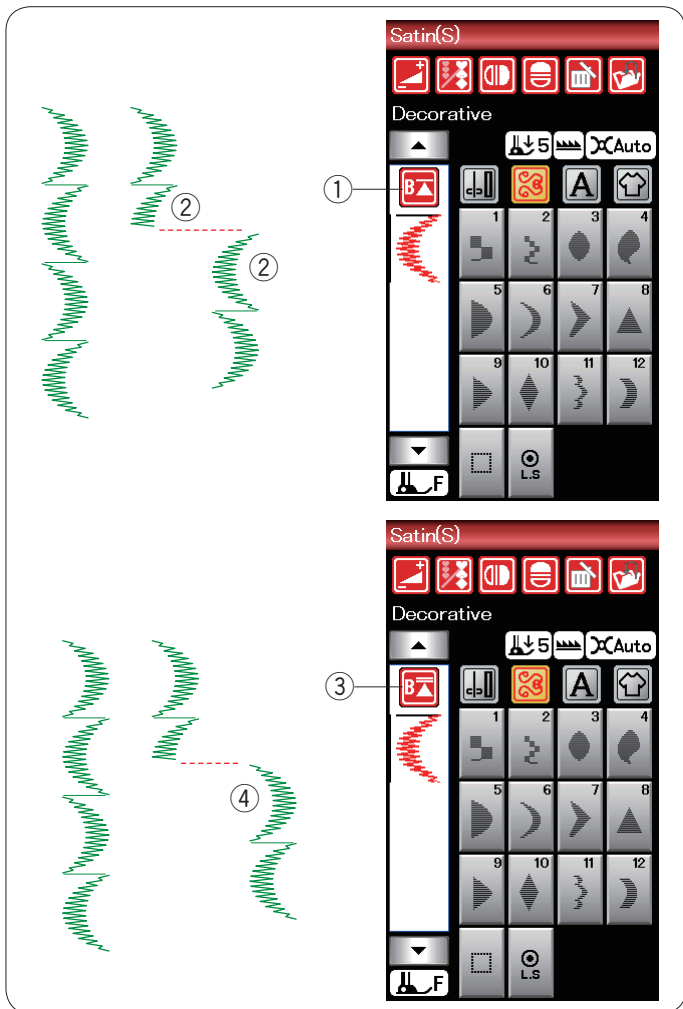 Satin(S)
Decorative
5 Auto
① B A
1 2 3 4
②
②
5 6 7 8
9 10 11 12
L.S
F
Satin(S)
Decorative
5 Auto
③ B A
1 2 3 4
④
5 6 7 8
9 10 11 12
L.S
F